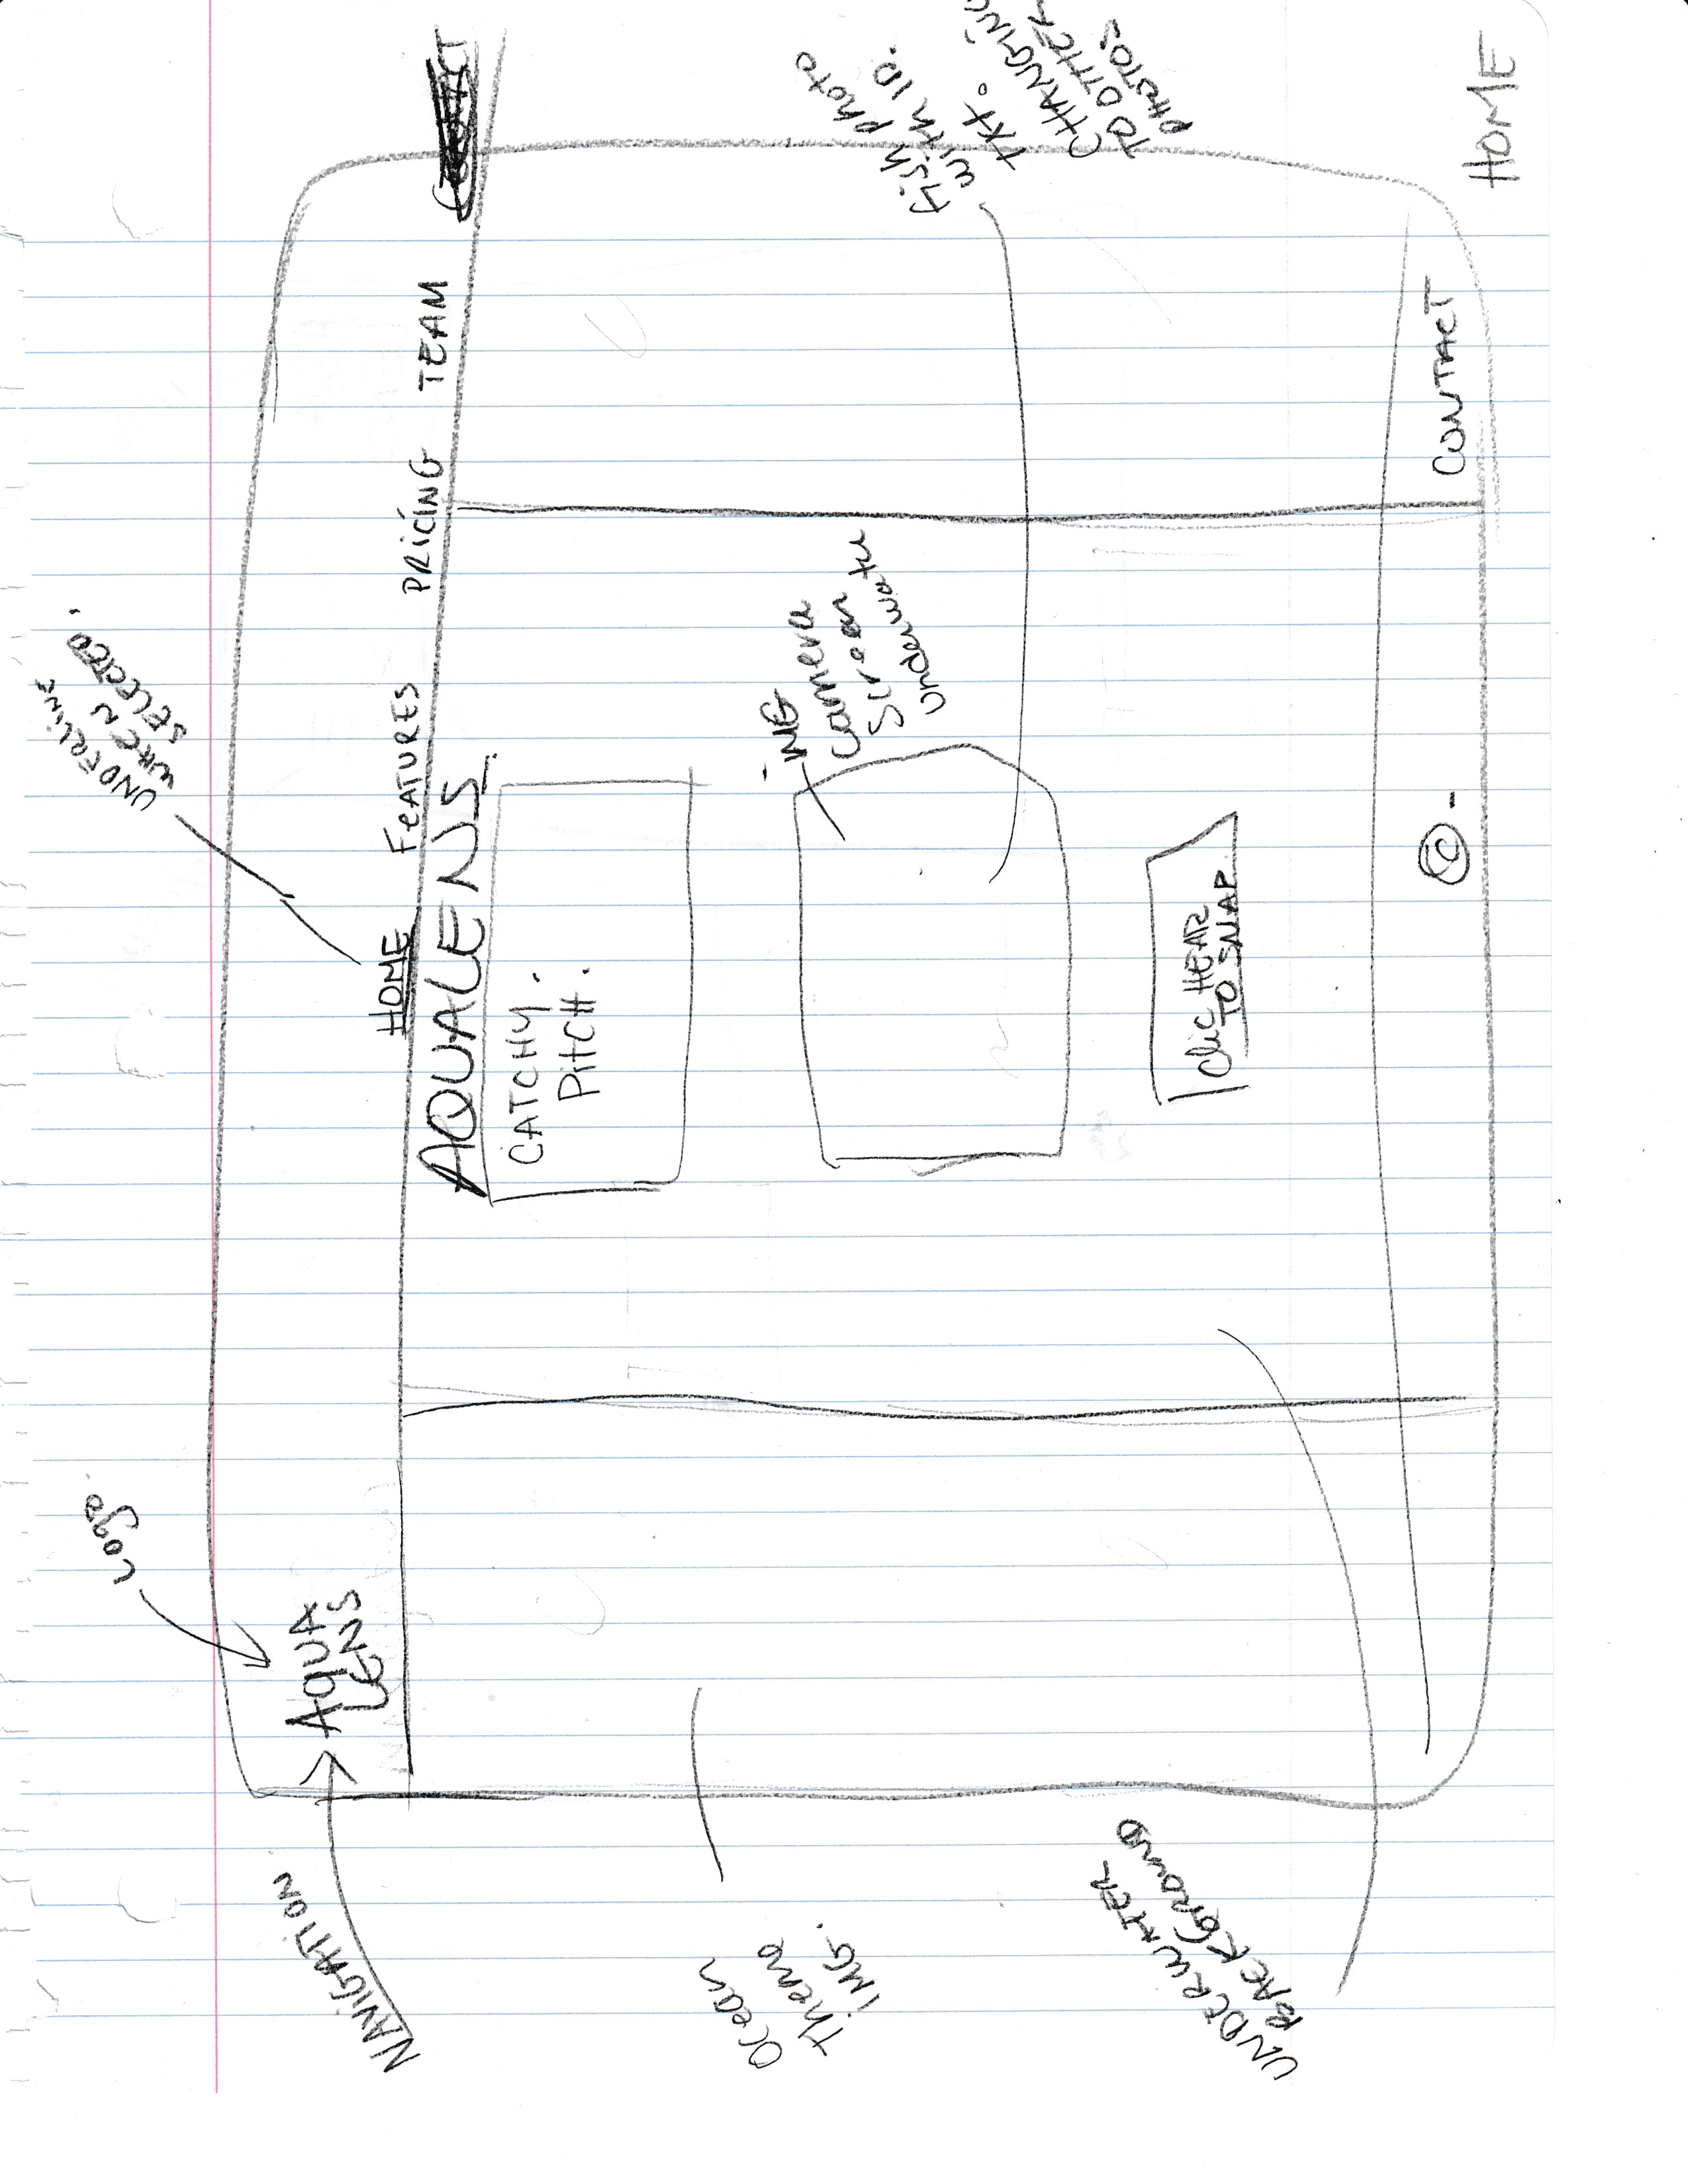 Logo.
UNDERLINE
WHEN
SELECTED.
NAVIGATION
AQUA
LENS
Navigation
HOME FEATURES PRICING TEAM
AQUALENS
CATCHY.
PITCH.
ocean
theme
iMG.
iMG
camera
Screen
underwater
fish photo
with ID.
txt.
CHANGING
TO OTHER
PHOTOS
UNDERWATER
BACKGROUND
Clic HEAR
TO SNAP
© -
CONTACT
HOME